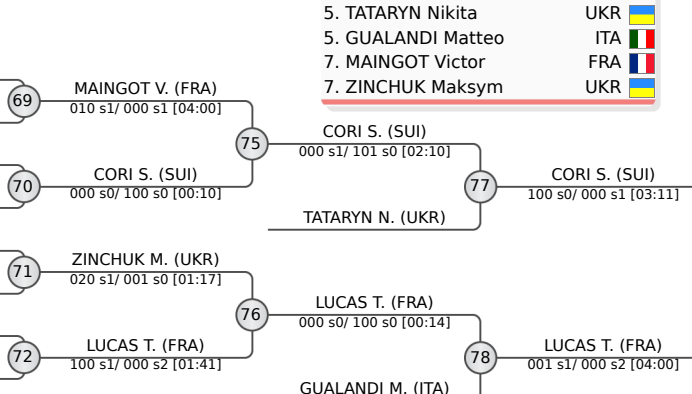 5. TATARYN Nikita UKR
5. GUALANDI Matteo ITA
7. MAINGOT Victor FRA
7. ZINCHUK Maksym UKR
69
MAINGOT V. (FRA)
010 s1/ 000 s1 [04:00]
75
CORI S. (SUI)
000 s1/ 101 s0 [02:10]
70
CORI S. (SUI)
000 s0/ 100 s0 [00:10]
77
CORI S. (SUI)
100 s0/ 000 s1 [03:11]
TATARYN N. (UKR)
71
ZINCHUK M. (UKR)
020 s1/ 001 s0 [01:17]
76
LUCAS T. (FRA)
000 s0/ 100 s0 [00:14]
72
LUCAS T. (FRA)
100 s1/ 000 s2 [01:41]
78
LUCAS T. (FRA)
001 s1/ 000 s2 [04:00]
GUALANDI M. (ITA)